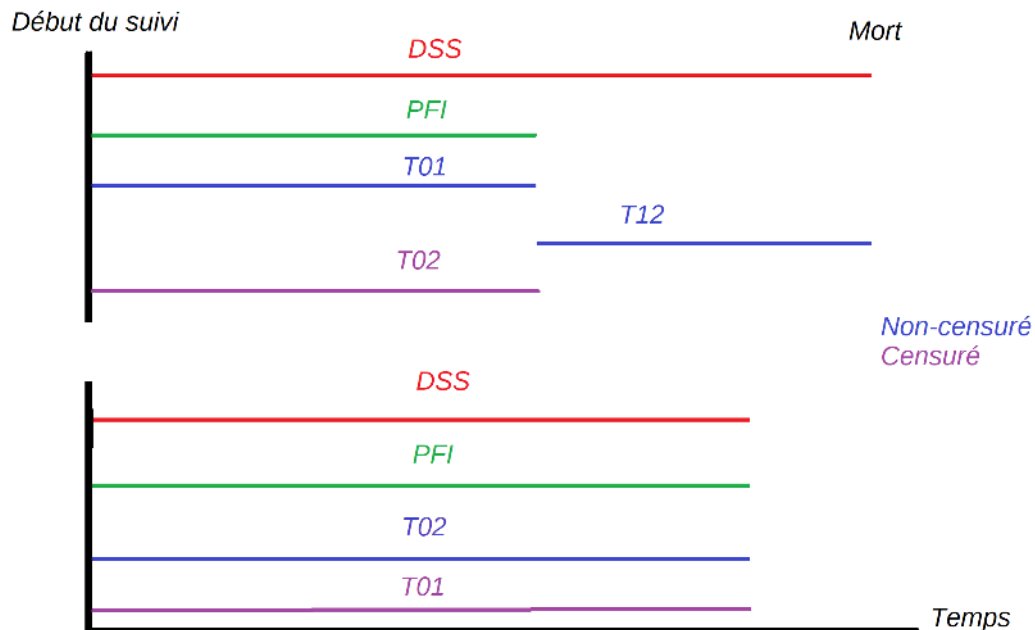 Début du suivi
Mort
DSS
PFI
T01
T12
T02
Non-censuré
Censuré
DSS
PFI
T02
T01
Temps